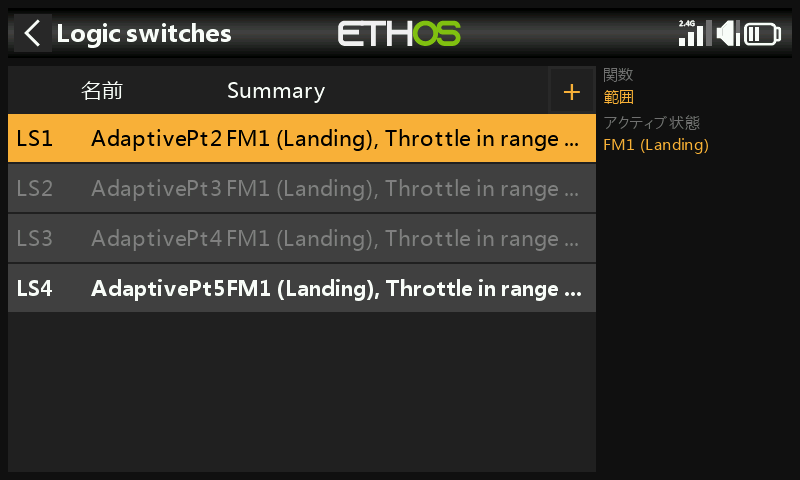 Logic switches
ETHOS
2.4G
名前 Summary +
LS1 AdaptivePt2 FM1 (Landing), Throttle in range ...
LS2 AdaptivePt3 FM1 (Landing), Throttle in range ...
LS3 AdaptivePt4 FM1 (Landing), Throttle in range ...
LS4 AdaptivePt5 FM1 (Landing), Throttle in range ...
関数
範囲
アクティブ状態
FM1 (Landing)